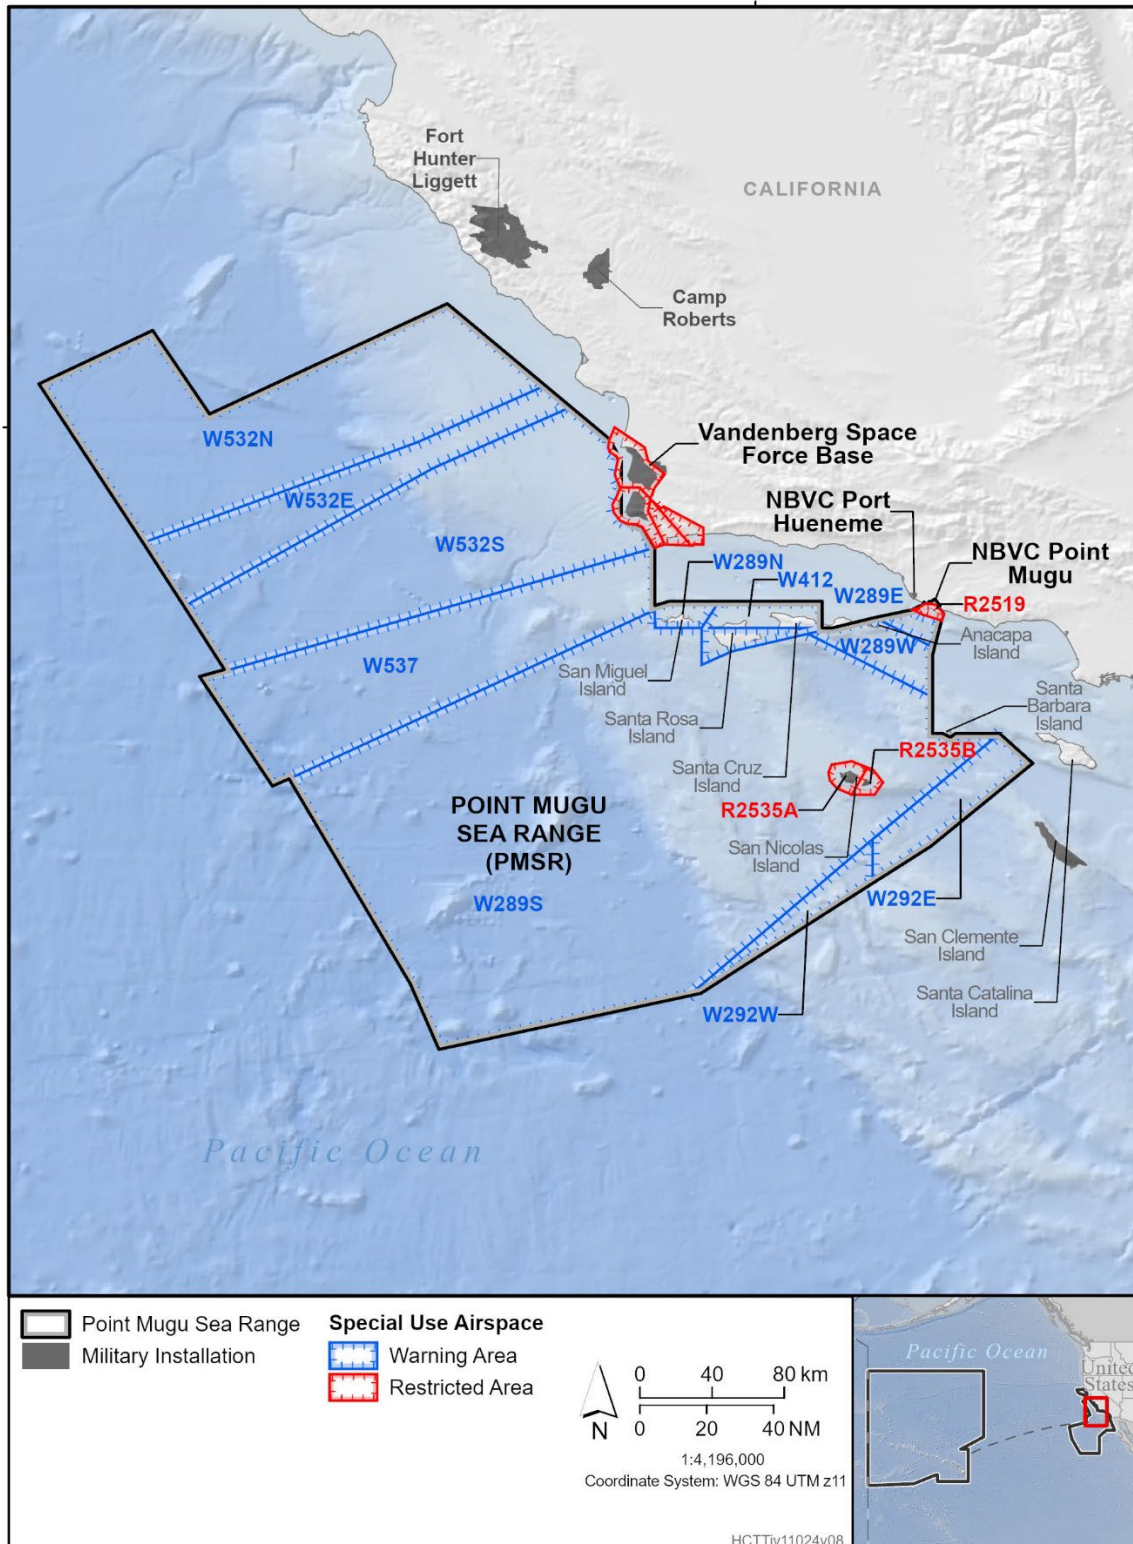 Fort
Hunter
Liggett
CALIFORNIA
Camp
Roberts
W532N
Vandenberg Space
Force Base
W532E
NBVC Port
Hueneme
W532S
NBVC Point
Mugu
W289N
W412
W289E
R2519
Anacapa
Island
W289W
W537
San Miguel
Island
Santa Rosa
Island
Santa
Barbara
Island
Santa Cruz
Island
R2535B
R2535A
POINT MUGU
SEA RANGE
(PMSR)
San Nicolas
Island
W289S
W292E
San Clemente
Island
Santa Catalina
Island
W292W
Pacific Ocean
Point Mugu Sea Range
Military Installation
Special Use Airspace
Warning Area
Restricted Area
N
0 40 80 km
0 20 40 NM
1:4,196,000
Coordinate System: WGS 84 UTM z11
HCTTiv11024v08
Pacific Ocean
United
States